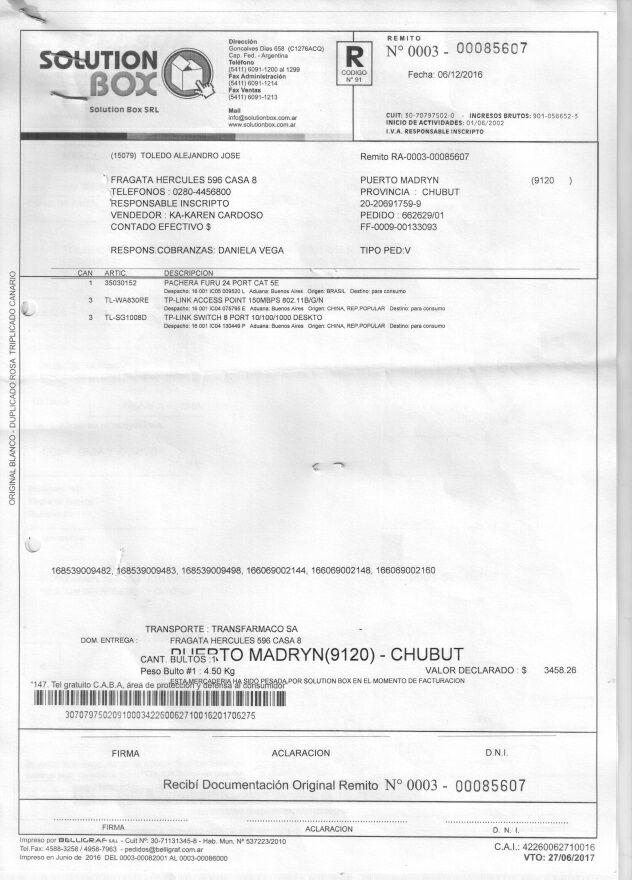 SOLUTION
BOX
Solution Box SRL
Dirección
Goncalves Dias 658 (C1276ACQ)
Cap. Fed. - Argentina
Teléfono
(5411) 6091-1200 al 1299
Fax Administración
(5411) 6091-1214
Fax Ventas
(5411) 6091-1213
Mail
info@solutionbox.com.ar
www.solutionbox.com.ar
R
CODIGO
Nº 91
REMITO
N° 0003 - 00085607
Fecha: 06/12/2016
CUIT: 30-70797502-0 - INGRESOS BRUTOS: 901-056652-3
INICIO DE ACTIVIDADES: 01/06/2002
I.V.A. RESPONSABLE INSCRIPTO
(15079) TOLEDO ALEJANDRO JOSE
Remito RA-0003-00085607
FRAGATA HERCULES 596 CASA 8
PUERTO MADRYN (9120 )
TELEFONOS : 0280-4456800
PROVINCIA : CHUBUT
RESPONSABLE INSCRIPTO
20-20691759-9
VENDEDOR : KA-KAREN CARDOSO
PEDIDO : 662629/01
CONTADO EFECTIVO $
FF-0009-00133093
RESPONS.COBRANZAS: DANIELA VEGA
TIPO PED:V
CAN ARTIC. DESCRIPCION
1 35030152 PACHERA FURU 24 PORT CAT 5E
Despacho: 16 001 IC05 009520 L Aduana: Buenos Aires Origen: BRASIL Destino: para consumo
3 TL-WA830RE TP-LINK ACCESS POINT 150MBPS 802.11B/G/N
Despacho: 16 001 IC04 075795 E Aduana: Buenos Aires Origen: CHINA, REP.POPULAR Destino: para consumo
3 TL-SG1008D TP-LINK SWITCH 8 PORT 10/100/1000 DESKTO
Despacho: 16 001 IC04 130449 P Aduana: Buenos Aires Origen: CHINA, REP.POPULAR Destino: para consumo
ORIGINAL BLANCO - DUPLICADO ROSA TRIPLICADO CANARIO
168539009482, 168539009483, 168539009498, 166069002144, 166069002148, 166069002160
TRANSPORTE : TRANSFARMACO SA -
DOM. ENTREGA : FRAGATA HERCULES 596 CASA 8
PUERTO MADRYN(9120) - CHUBUT
CANT. BULTOS :1
Peso Bulto #1 : 4.50 Kg
VALOR DECLARADO : $ 3458.26
ESTA MERCADERIA HA SIDO PESADA POR SOLUTION BOX EN EL MOMENTO DE FACTURACION
"147. Tel gratuito C.A.B.A, área de protección y defensa al consumidor
3070797502091000342260062710016201706275
FIRMA ACLARACION D.N.I.
Recibí Documentación Original Remito N° 0003 - 00085607
FIRMA ACLARACION D. N. I.
Impreso por BELLIGRAF SRL - Cuit Nº: 30-71131345-8 - Hab. Mun. Nº 537223/2010
Tel.Fax: 4588-3258 / 4958-7963 - pedidos@belligraf.com.ar
Impreso en Junio de 2016 DEL 0003-00082001 AL 0003-00086000
C.A.I.: 42260062710016
VTO: 27/06/2017